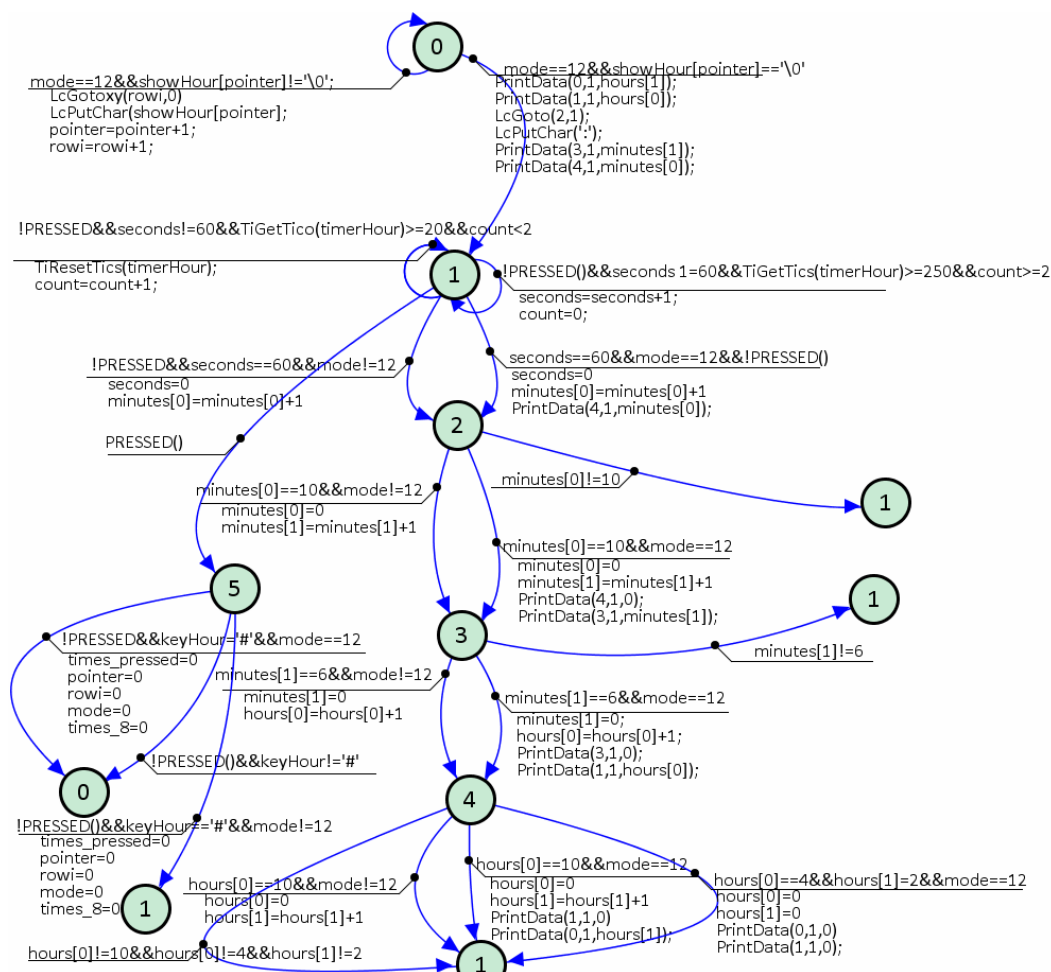 0
mode==12&&showHour[pointer]!='\0';
LcGotoxy(rowi,0)
LcPutChar(showHour[pointer];
pointer=pointer+1;
rowi=rowi+1;
mode==12&&showHour[pointer]=='\0'
PrintData(0,1,hours[1]);
PrintData(1,1,hours[0]);
LcGoto(2,1);
LcPutChar(':');
PrintData(3,1,minutes[1]);
PrintData(4,1,minutes[0]);
!PRESSED&&seconds!=60&&TiGetTico(timerHour)>=20&&count<2
TiResetTics(timerHour);
count=count+1;
1
!PRESSED()&&seconds 1=60&&TiGetTics(timerHour)>=250&&count>=2
seconds=seconds+1;
count=0;
!PRESSED&&seconds==60&&mode!=12
seconds=0
minutes[0]=minutes[0]+1
seconds==60&&mode==12&&!PRESSED()
seconds=0
minutes[0]=minutes[0]+1
PrintData(4,1,minutes[0]);
PRESSED()
2
minutes[0]!=10
1
minutes[0]==10&&mode!=12
minutes[0]=0
minutes[1]=minutes[1]+1
minutes[0]==10&&mode==12
minutes[0]=0
minutes[1]=minutes[1]+1
PrintData(4,1,0);
PrintData(3,1,minutes[1]);
5
1
3
minutes[1]!=6
!PRESSED&&keyHour='#'&&mode==12
times_pressed=0
pointer=0
rowi=0
mode=0
times_8=0
minutes[1]==6&&mode!=12
minutes[1]=0
hours[0]=hours[0]+1
minutes[1]==6&&mode==12
minutes[1]=0;
hours[0]=hours[0]+1;
PrintData(3,1,0);
PrintData(1,1,hours[0]);
!PRESSED()&&keyHour!='#'
0
4
!PRESSED()&&keyHour=='#'&&mode!=12
times_pressed=0
pointer=0
rowi=0
mode=0
times_8=0
1
hours[0]==10&&mode!=12
hours[0]=0
hours[1]=hours[1]+1
hours[0]==10&&mode==12
hours[0]=0
hours[1]=hours[1]+1
PrintData(1,1,0)
PrintData(0,1,hours[1]);
hours[0]==4&&hours[1]=2&&mode==12
hours[0]=0
hours[1]=0
PrintData(0,1,0)
PrintData(1,1,0);
hours[0]!=10&&hours[0]!=4&&hours[1]!=2
1